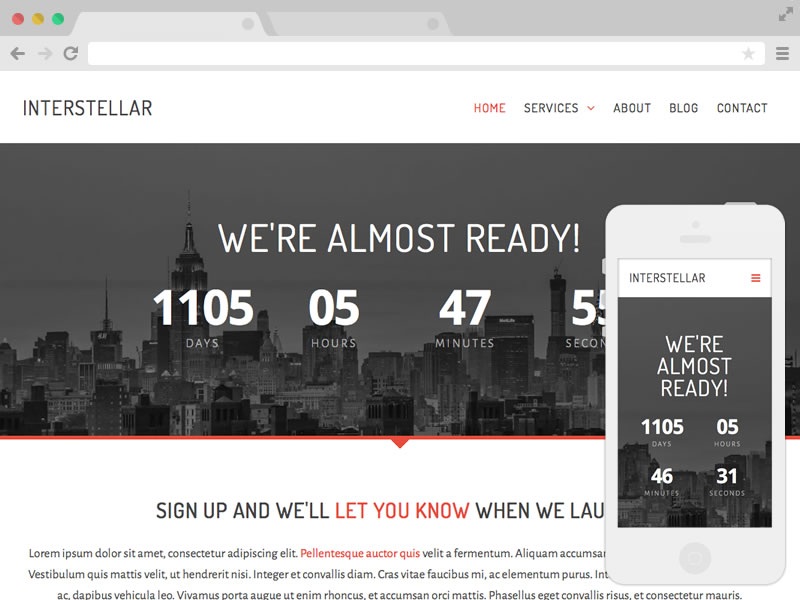 INTERSTELLAR
HOME SERVICES ABOUT BLOG CONTACT
WE'RE ALMOST READY!
1105 05 47 55
DAYS HOURS MINUTES SECON
MetLife
SIGN UP AND WE'LL LET YOU KNOW WHEN WE LAU
Lorem ipsum dolor sit amet, consectetur adipiscing elit. Pellentesque auctor quis velit a fermentum. Aliquam accumsan
Vestibulum quis mattis velit, ut hendrerit nisi. Integer et convallis diam. Cras vitae faucibus mi, ac elementum purus. Int
ac, dapibus vehicula leo. Vivamus porta augue ut enim rhoncus, et accumsan orci mattis. Phasellus eget convallis risus, et consectetur mauris.
INTERSTELLAR
WE'RE
ALMOST
READY!
1105 05
DAYS HOURS
46 31
MINUTES SECONDS